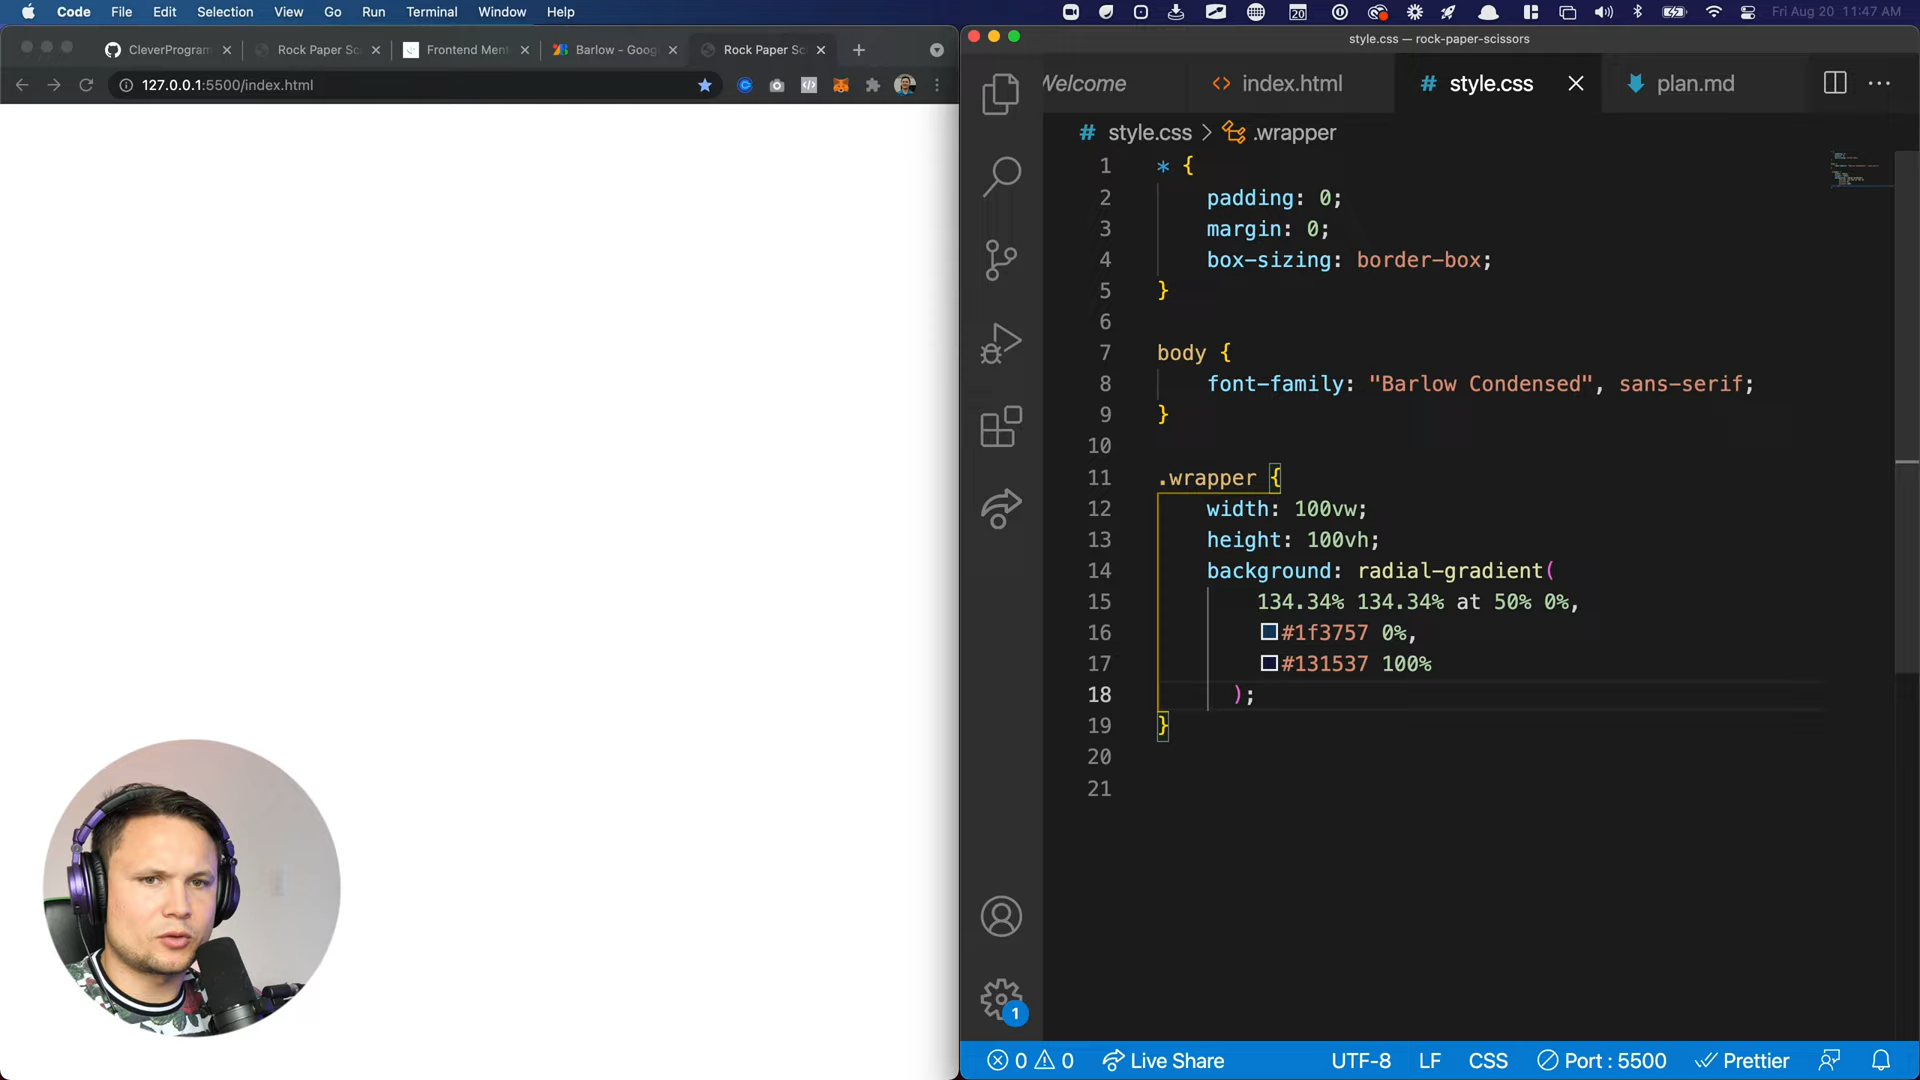 Code File Edit Selection View Go Run Terminal Window Help
20
Fri Aug 20 11:47 AM
CleverProgram
Rock Paper Sc
Frontend Ment
Barlow - Goog
Rock Paper Sc
127.0.0.1:5500/index.html
style.css — rock-paper-scissors
Welcome
index.html
style.css
plan.md
style.css > .wrapper
1 * {
2 padding: 0;
3 margin: 0;
4 box-sizing: border-box;
5 }
6
7 body {
8 font-family: "Barlow Condensed", sans-serif;
9 }
10
11 .wrapper {
12 width: 100vw;
13 height: 100vh;
14 background: radial-gradient(
15 134.34% 134.34% at 50% 0%,
16 #1f3757 0%,
17 #131537 100%
18 );
19 }
20
21
1
0 0 Live Share UTF-8 LF CSS Port : 5500 Prettier